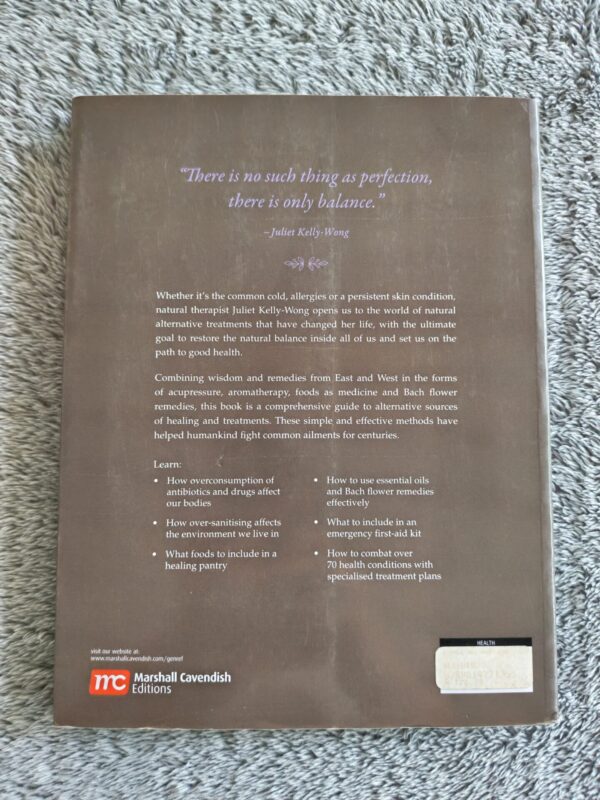 “There is no such thing as perfection,
there is only balance.”
– Juliet Kelly-Wong
Whether it's the common cold, allergies or a persistent skin condition,
natural therapist Juliet Kelly-Wong opens us to the world of natural
alternative treatments that have changed her life, with the ultimate
goal to restore the natural balance inside all of us and set us on the
path to good health.
Combining wisdom and remedies from East and West in the forms
of acupressure, aromatherapy, foods as medicine and Bach flower
remedies, this book is a comprehensive guide to alternative sources
of healing and treatments. These simple and effective methods have
helped humankind fight common ailments for centuries.
Learn:
• How overconsumption of
antibiotics and drugs affect
our bodies
• How over-sanitising affects
the environment we live in
• What foods to include in a
healing pantry
• How to use essential oils
and Bach flower remedies
effectively
• What to include in an
emergency first-aid kit
• How to combat over
70 health conditions with
specialised treatment plans
visit our website at:
www.marshallcavendish.com/genref
mc Marshall Cavendish
Editions
HEALTH